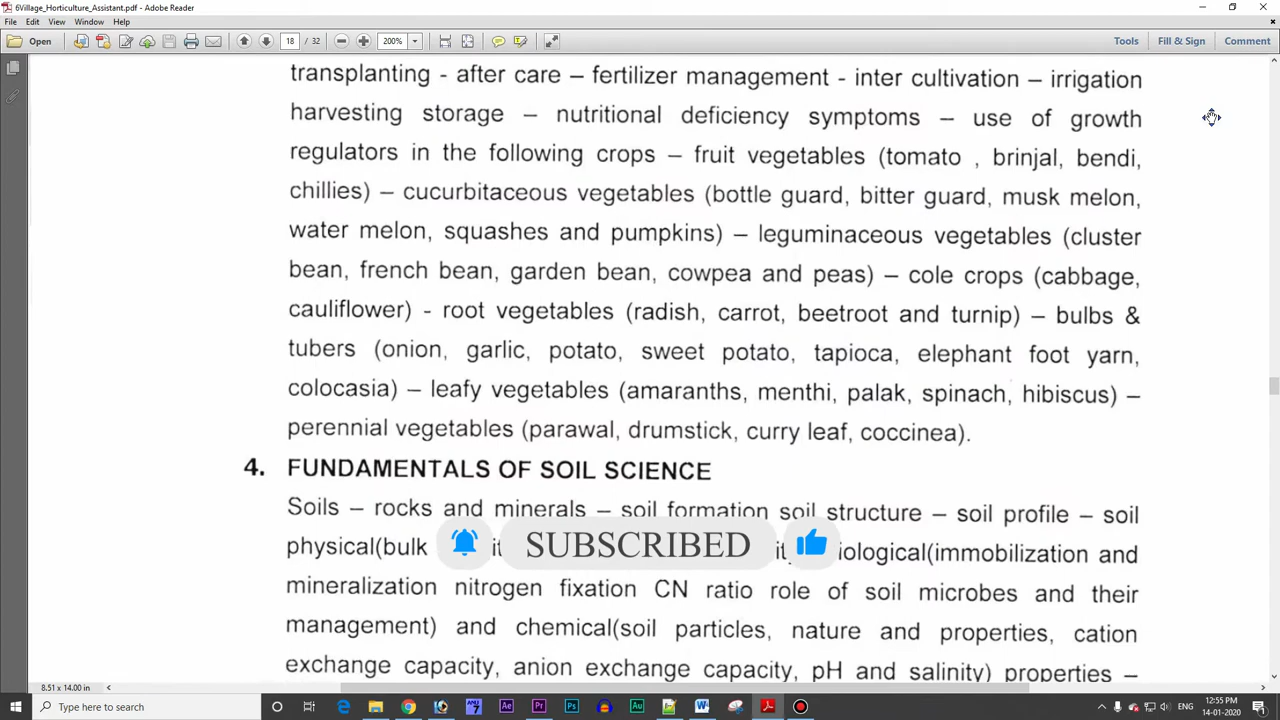 6Village_Horticulture_Assistant.pdf - Adobe Reader
File Edit View Window Help
Open 18 / 32 200% Tools Fill & Sign Comment
transplanting - after care – fertilizer management - inter cultivation – irrigation
harvesting storage – nutritional deficiency symptoms – use of growth
regulators in the following crops – fruit vegetables (tomato , brinjal, bendi,
chillies) – cucurbitaceous vegetables (bottle guard, bitter guard, musk melon,
water melon, squashes and pumpkins) – leguminaceous vegetables (cluster
bean, french bean, garden bean, cowpea and peas) – cole crops (cabbage,
cauliflower) - root vegetables (radish, carrot, beetroot and turnip) – bulbs &
tubers (onion, garlic, potato, sweet potato, tapioca, elephant foot yarn,
colocasia) – leafy vegetables (amaranths, menthi, palak, spinach, hibiscus) –
perennial vegetables (parawal, drumstick, curry leaf, coccinea).
4. FUNDAMENTALS OF SOIL SCIENCE
Soils – rocks and minerals – soil formation soil structure – soil profile – soil
physical(bulk (immobilization and
SUBSCRIBED
mineralization nitrogen fixation CN ratio role of soil microbes and their
management) and chemical(soil particles, nature and properties, cation
exchange capacity, anion exchange capacity, pH and salinity) properties –
8.51 x 14.00 in
Type here to search
12:55 PM
14-01-2020